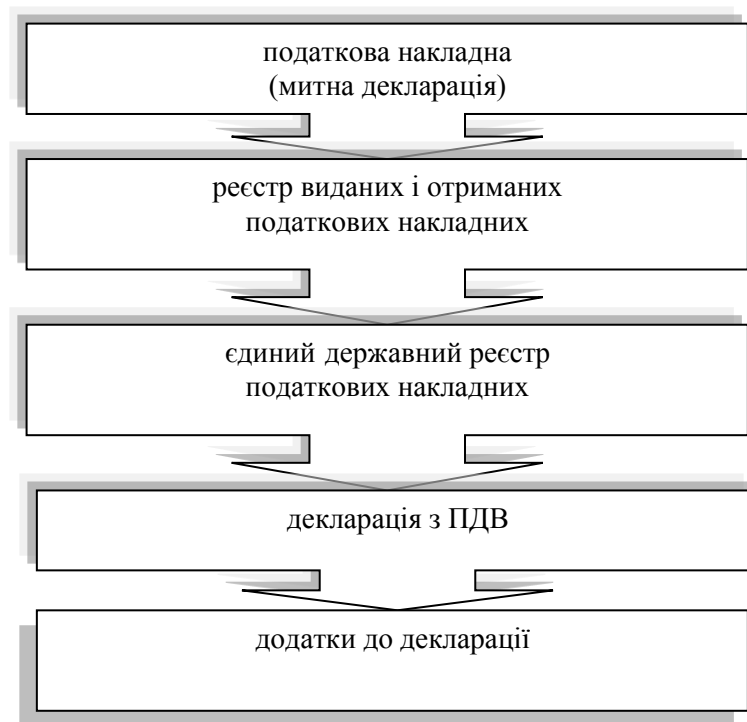 податкова накладна
(митна декларація)
реєстр виданих і отриманих
податкових накладних
єдиний державний реєстр
податкових накладних
декларація з ПДВ
додатки до декларації